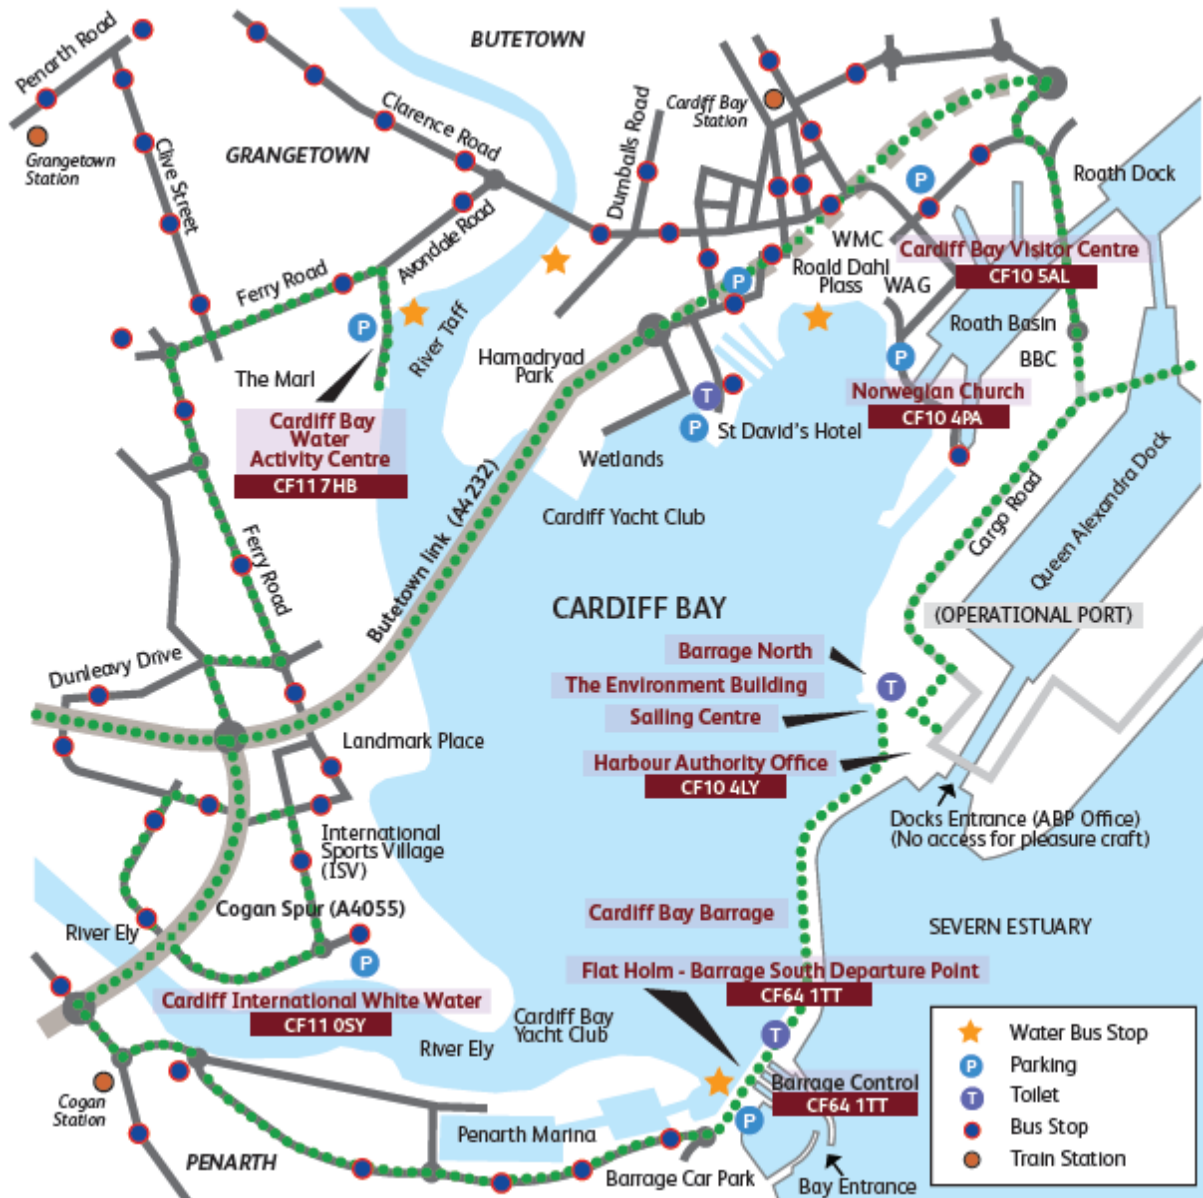 BUTETOWN
Penarth Road
Grangetown
Station
Clive Street
GRANGETOWN
Clarence Road
Dumballs Road
Cardiff Bay
Station
Roath Dock
Avondale Road
Ferry Road
River Taff
WMC
Roald Dahl
Plass
WAG
Cardiff Bay Visitor Centre
CF10 5AL
Roath Basin
BBC
P
P
P
P
The Marl
Hamadryad
Park
Cardiff Bay
Water
Activity Centre
CF11 7HB
T
P
St David's Hotel
Norwegian Church
CF10 4PA
Wetlands
Cardiff Yacht Club
Butetown link (A4232)
Ferry Road
Cargo Road
Queen Alexandra Dock
(OPERATIONAL PORT)
CARDIFF BAY
Dunleavy Drive
Landmark Place
Barrage North
T
The Environment Building
Sailing Centre
Harbour Authority Office
CF10 4LY
Docks Entrance (ABP Office)
(No access for pleasure craft)
International
Sports Village
(ISV)
Cogan Spur (A4055)
River Ely
P
Cardiff Bay Barrage
SEVERN ESTUARY
Flat Holm - Barrage South Departure Point
CF64 1TT
Cardiff International White Water
CF11 0SY
Cardiff Bay
Yacht Club
River Ely
T
Barrage Control
CF64 1TT
P
Cogan
Station
PENARTH
Penarth Marina
Barrage Car Park
Bay Entrance
Water Bus Stop
P Parking
T Toilet
Bus Stop
Train Station